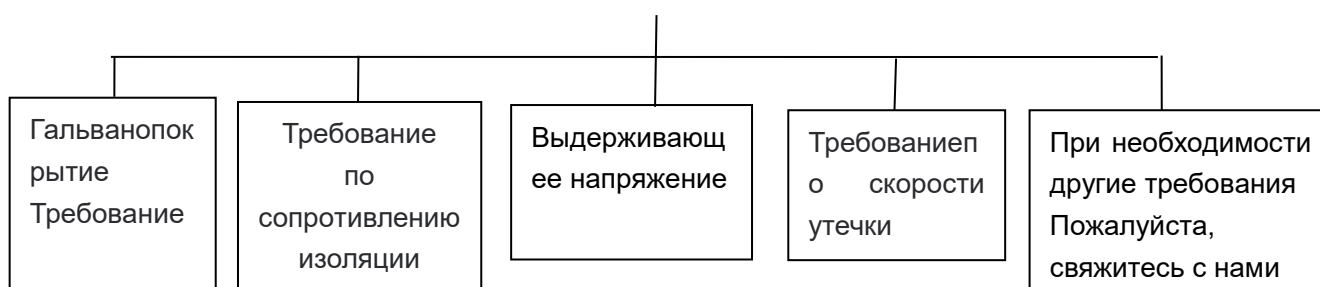 Гальванопок
рытие
Требование
Требование
по
сопротивлению
изоляции
Выдерживающ
ее напряжение
Требованиеп
о скорости
утечки
При необходимости
другие требования
Пожалуйста,
свяжитесь с нами